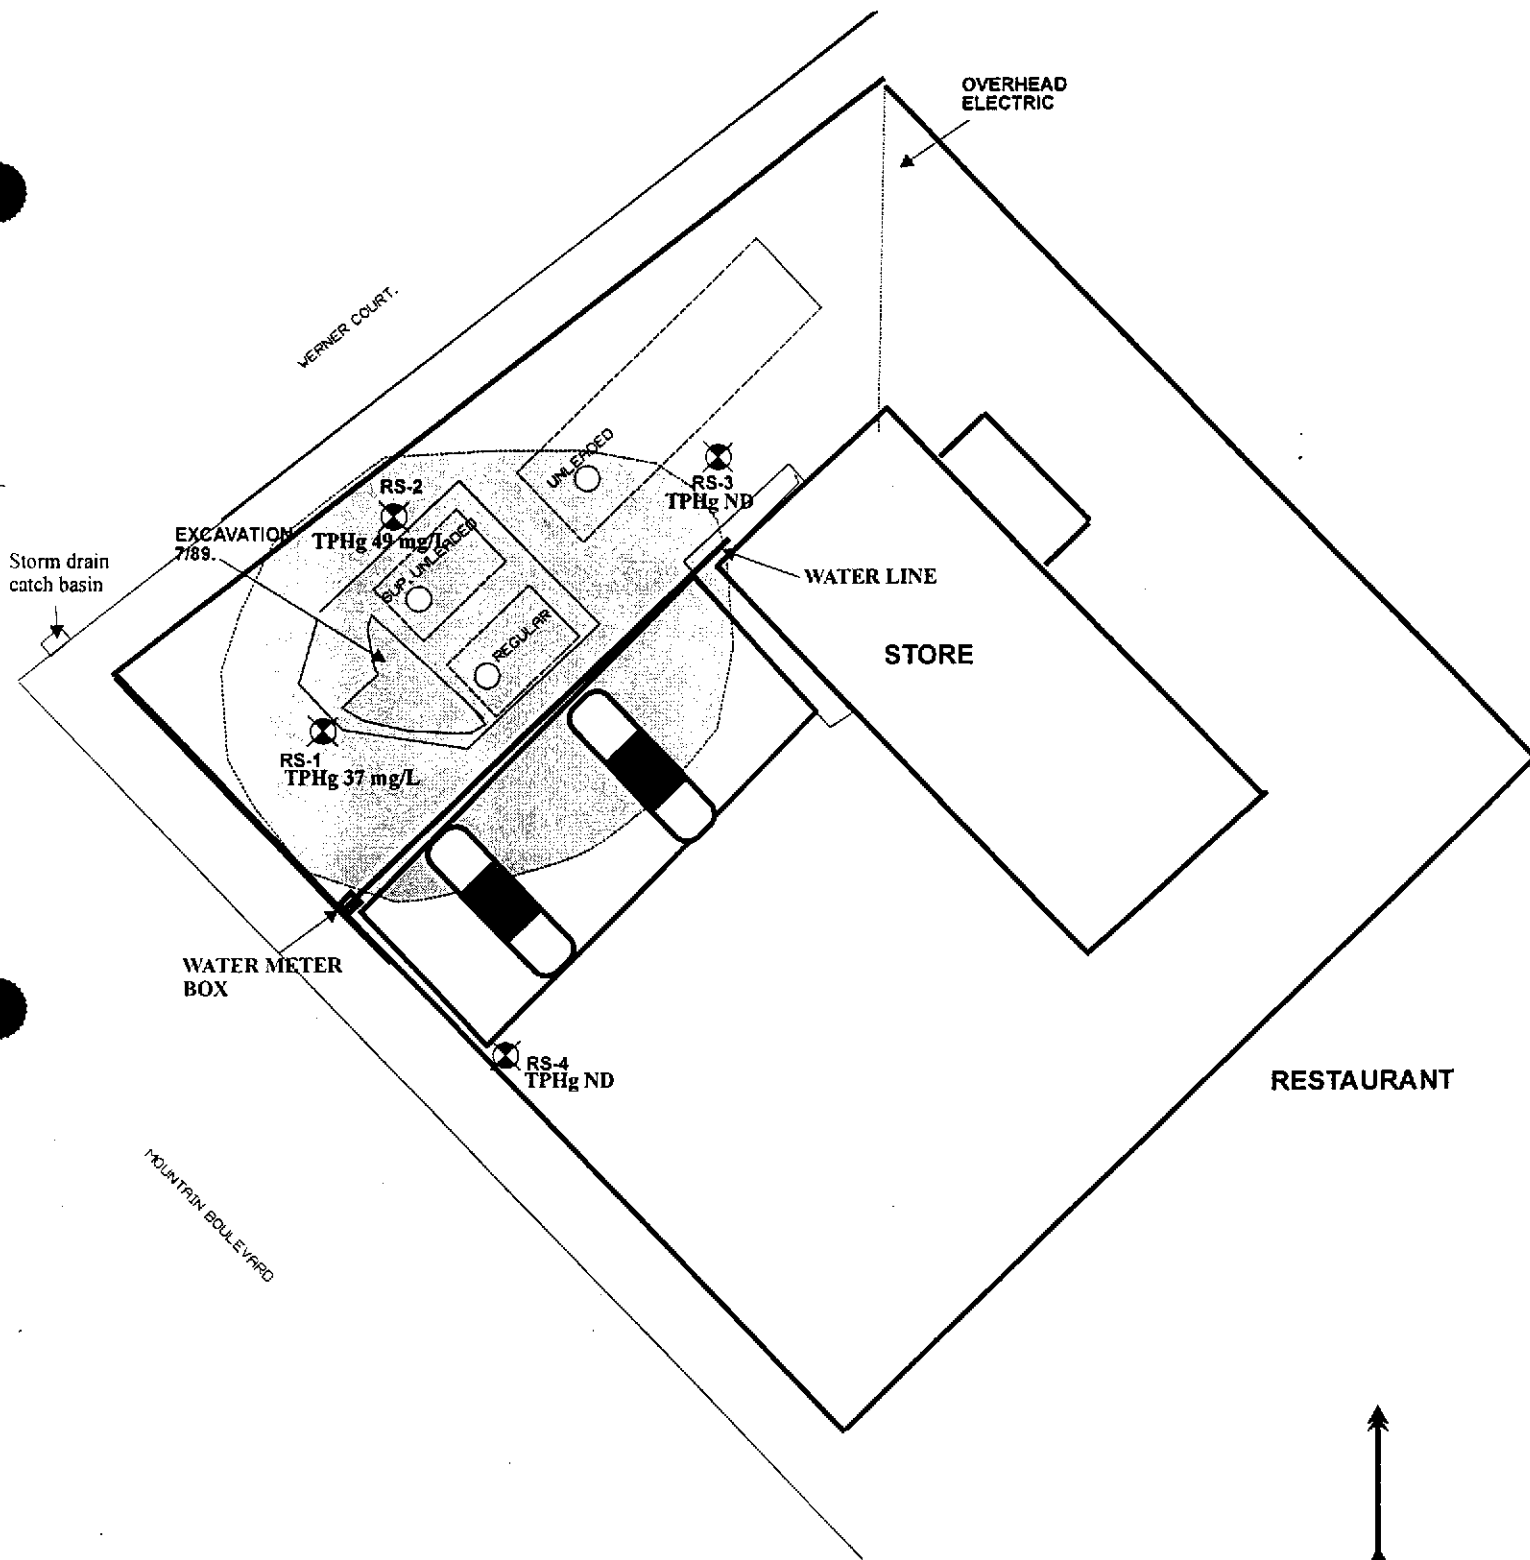 OVERHEAD
ELECTRIC
WERNER COURT.
UNLEADED
RS-2
RS-3
TPHg ND
EXCAVATION
7/89.
TPHg 49 mg/L
SUP. UNLEADED
Storm drain
catch basin
WATER LINE
REGULAR
STORE
RS-1
TPHg 37 mg/L
WATER METER
BOX
RS-4
TPHg ND
RESTAURANT
MOUNTAIN BOULEVARD